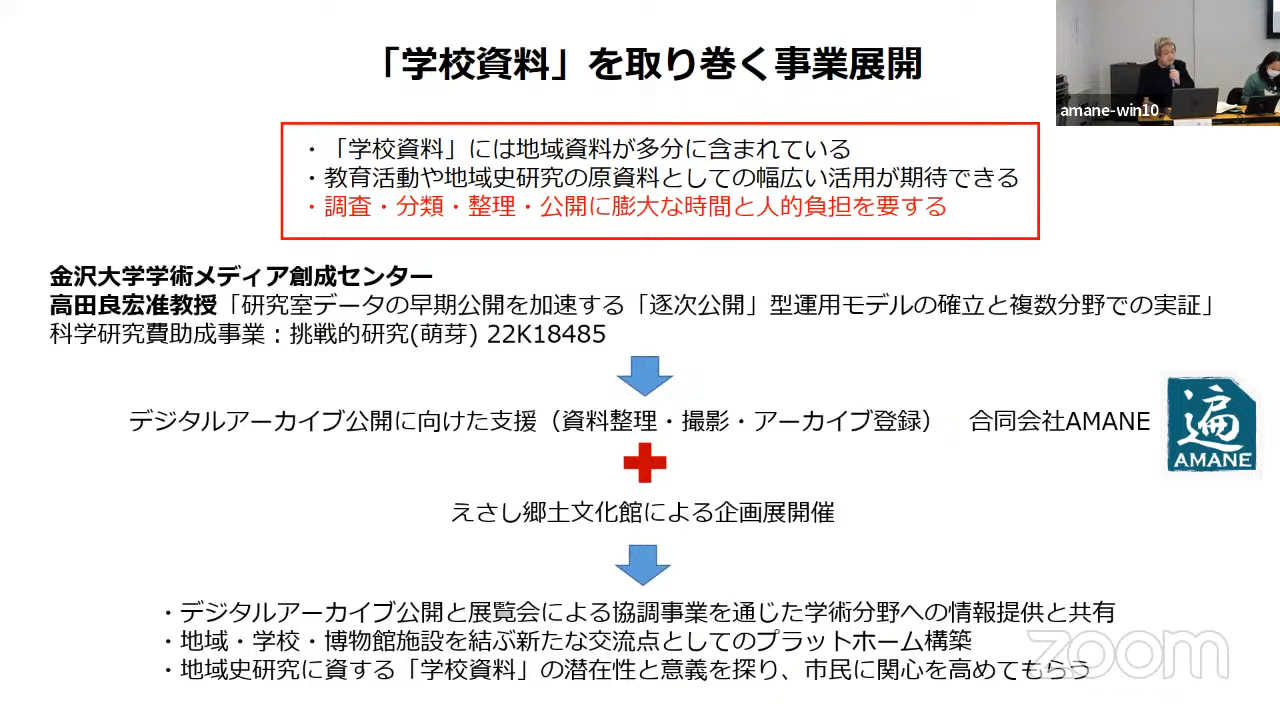 「学校資料」を取り巻く事業展開
amane-win10
・「学校資料」には地域資料が多分に含まれている
・教育活動や地域史研究の原資料としての幅広い活用が期待できる
・調査・分類・整理・公開に膨大な時間と人的負担を要する
金沢大学学術メディア創成センター
高田良宏准教授「研究室データの早期公開を加速する「逐次公開」型運用モデルの確立と複数分野での実証」
科学研究費助成事業：挑戦的研究(萌芽) 22K18485
デジタルアーカイブ公開に向けた支援（資料整理・撮影・アーカイブ登録） 合同会社AMANE
遍
AMANE
えさし郷土文化館による企画展開催
・デジタルアーカイブ公開と展覧会による協調事業を通じた学術分野への情報提供と共有
・地域・学校・博物館施設を結ぶ新たな交流点としてのプラットホーム構築
・地域史研究に資する「学校資料」の潜在性と意義を探り、市民に関心を高めてもらう
zoom